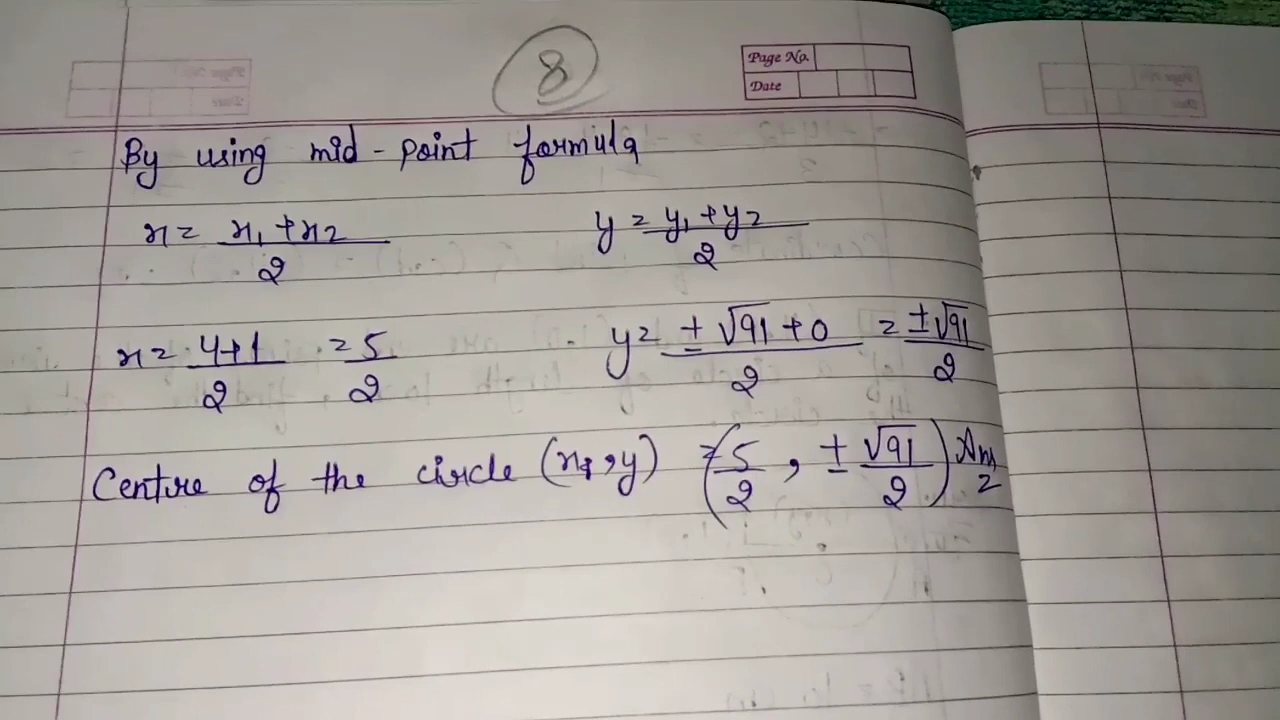 8
Page No.
Date
By using mid-point formula
x = x₁ + x₂ / 2 y = y₁ + y₂ / 2
x = 4+1 / 2 = 5 / 2 y = ± √91 + 0 / 2 = ± √91 / 2
Centre of the circle (x, y) = (5/2, ± √91/2) Ans 2